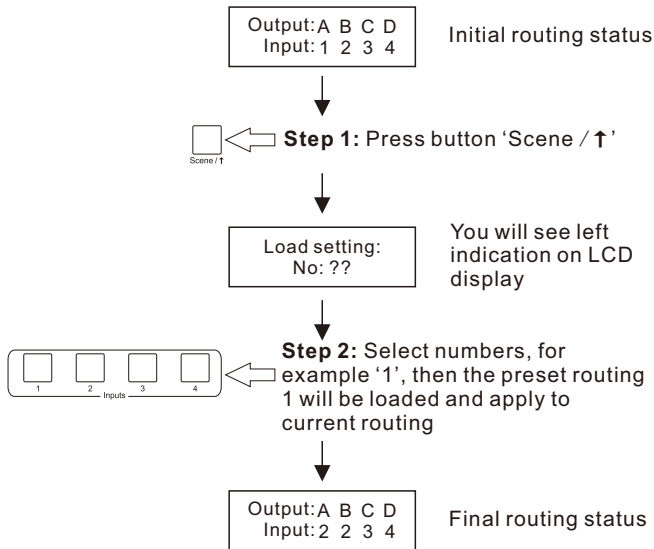 Output: A B C D
Input: 1 2 3 4
Initial routing status
Step 1: Press button ‘Scene / ↑’
Scene / ↑
Load setting:
No: ??
You will see left
indication on LCD
display
Step 2: Select numbers, for
example ‘1’, then the preset routing
1 will be loaded and apply to
current routing
1 2 3 4
Inputs
Output: A B C D
Input: 2 2 3 4
Final routing status